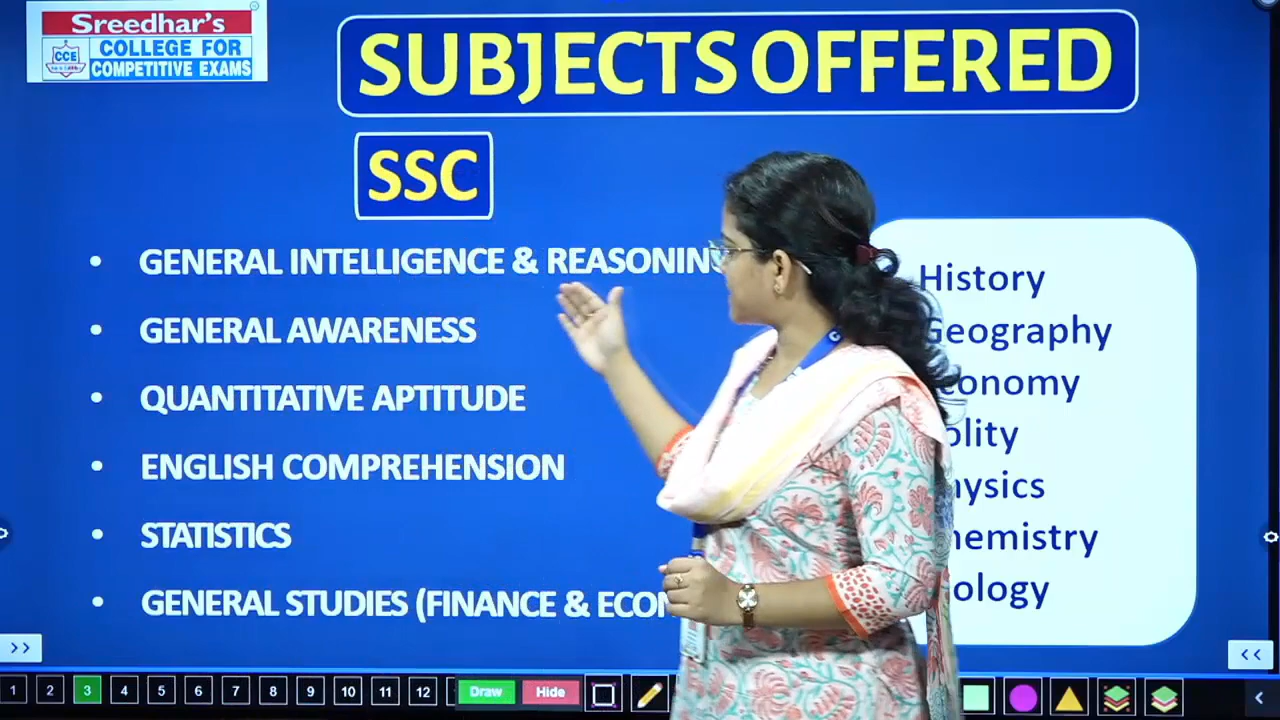 Sreedhar's
CCE
COLLEGE FOR
COMPETITIVE EXAMS
SUBJECTS OFFERED
SSC
• GENERAL INTELLIGENCE & REASONIN
• GENERAL AWARENESS
• QUANTITATIVE APTITUDE
• ENGLISH COMPREHENSION
• STATISTICS
• GENERAL STUDIES (FINANCE & ECON
History
Geography
conomy
olity
hysics
hemistry
ology
>>
<<
1 2 3 4 5 6 7 8 9 10 11 12 Draw Hide
<